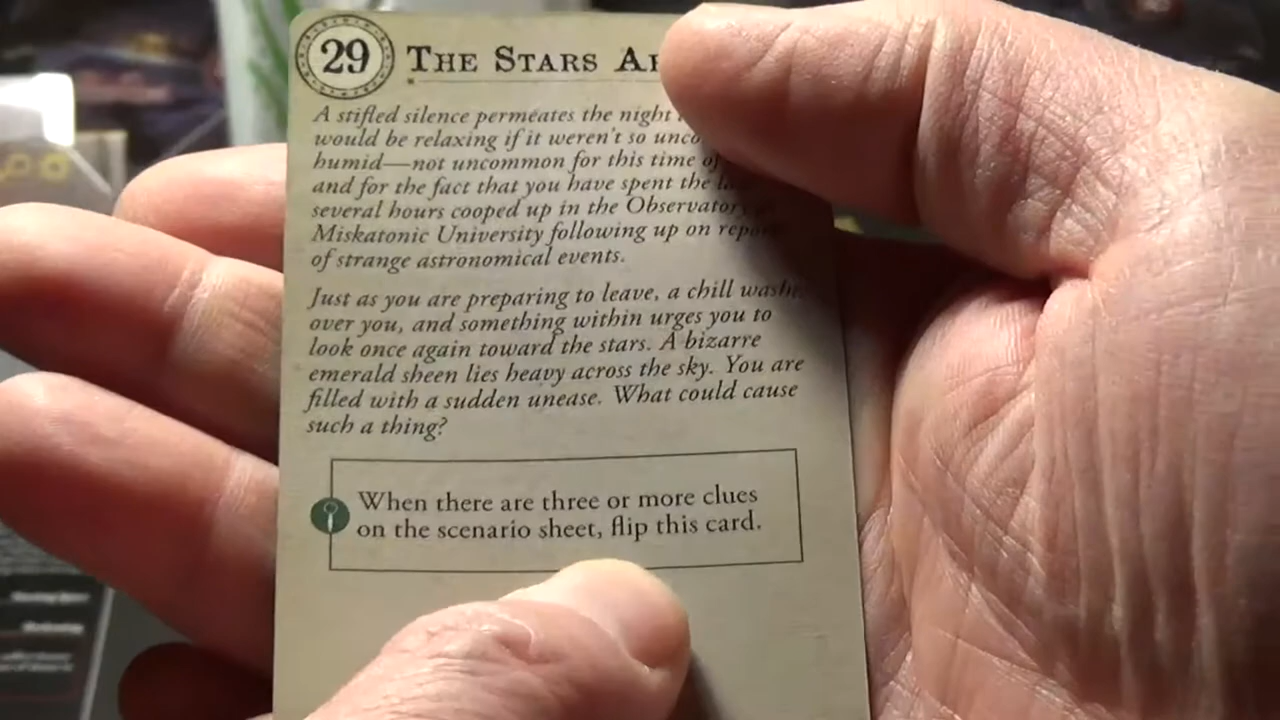 29 THE STARS
A stifled silence permeates the night
would be relaxing if it weren't so
humid—not uncommon for this time of
and for the fact that you have spent the
several hours cooped up in the Observatory
Miskatonic University following up on
of strange astronomical events.
Just as you are preparing to leave, a chill
over you, and something within urges you to
look once again toward the stars. A bizarre
emerald sheen lies heavy across the sky. You are
filled with a sudden unease. What could cause
such a thing?
When there are three or more clues
on the scenario sheet, flip this card.